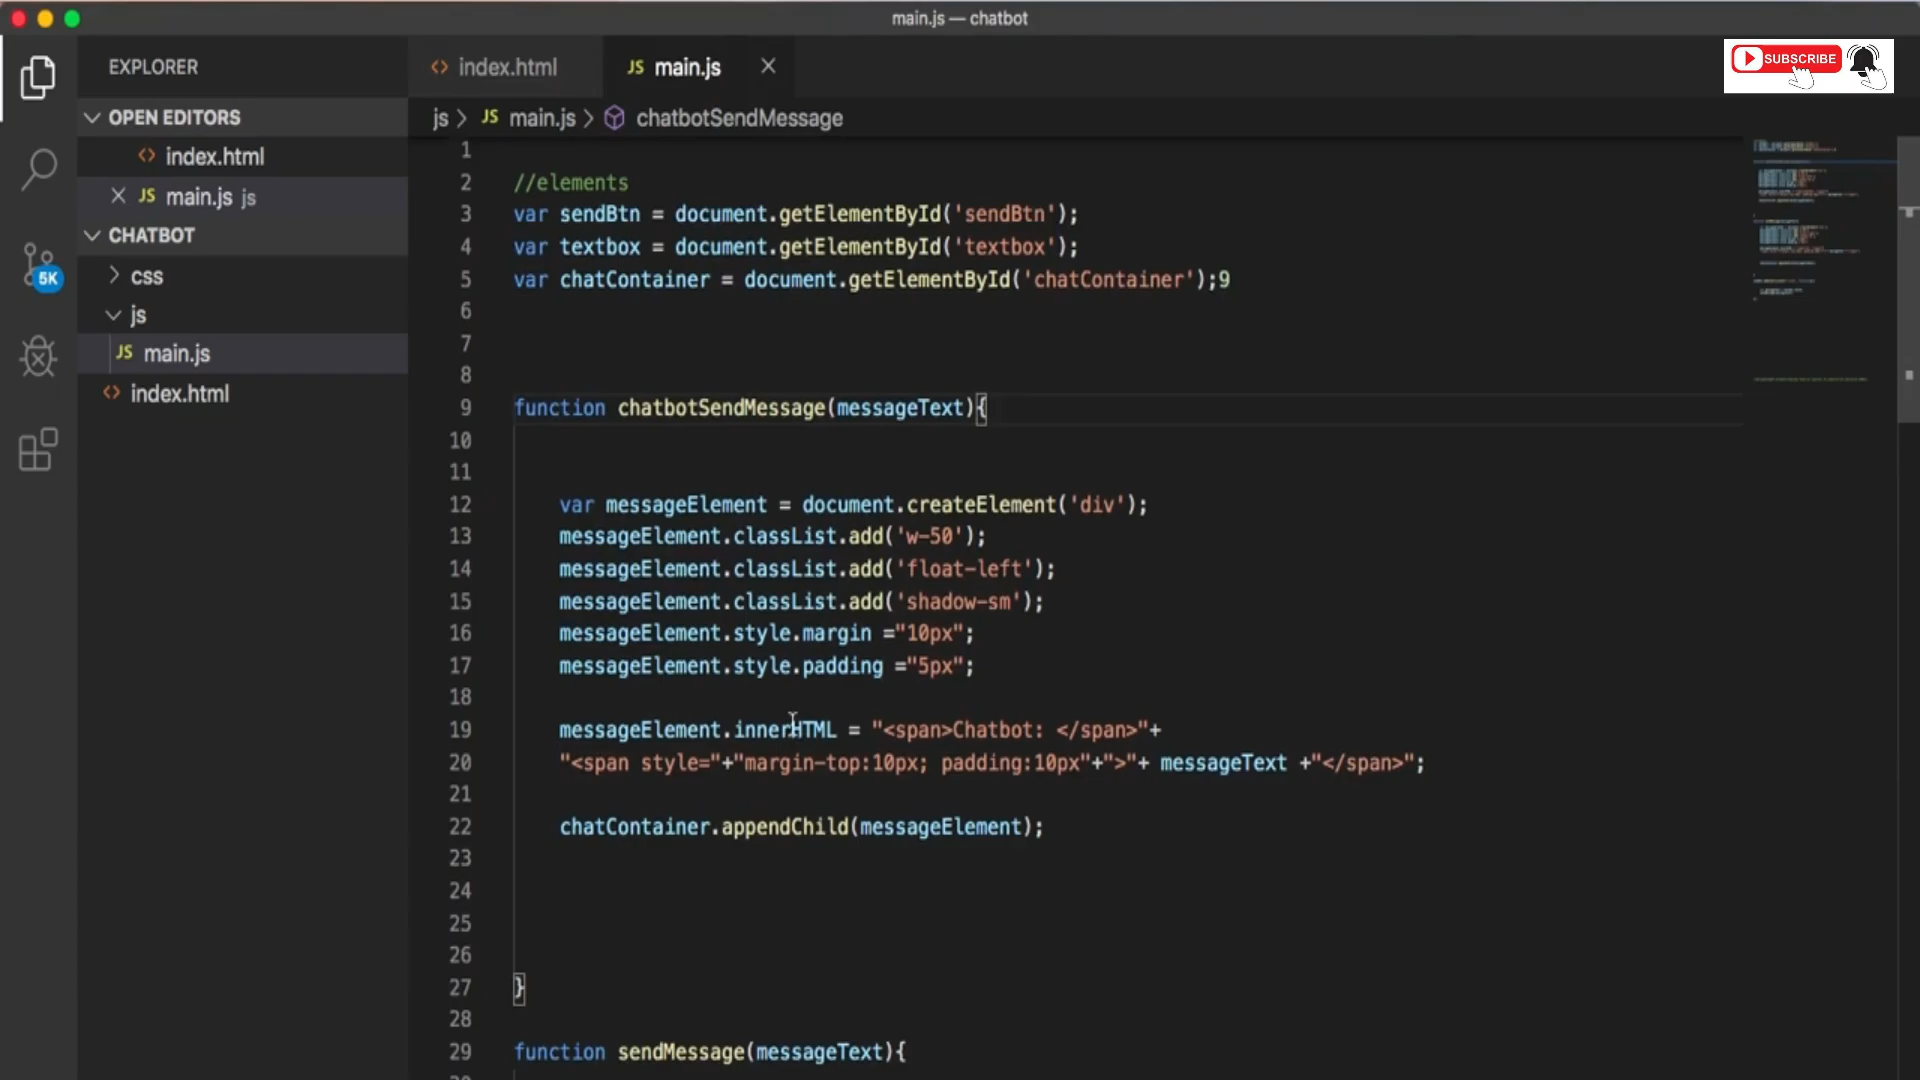 main.js — chatbot
EXPLORER
index.html
JS main.js
SUBSCRIBE
OPEN EDITORS
js > JS main.js > chatbotSendMessage
index.html
JS main.js js
CHATBOT
css
js
JS main.js
index.html
5K
1
2 //elements
3 var sendBtn = document.getElementById('sendBtn');
4 var textbox = document.getElementById('textbox');
5 var chatContainer = document.getElementById('chatContainer');9
6
7
8
9 function chatbotSendMessage(messageText){
10
11
12 var messageElement = document.createElement('div');
13 messageElement.classList.add('w-50');
14 messageElement.classList.add('float-left');
15 messageElement.classList.add('shadow-sm');
16 messageElement.style.margin ="10px";
17 messageElement.style.padding ="5px";
18
19 messageElement.innerHTML = "<span>Chatbot: </span>"+
20 "<span style="+"margin-top:10px; padding:10px"+">"+ messageText +"</span>";
21
22 chatContainer.appendChild(messageElement);
23
24
25
26
27 }
28
29 function sendMessage(messageText){